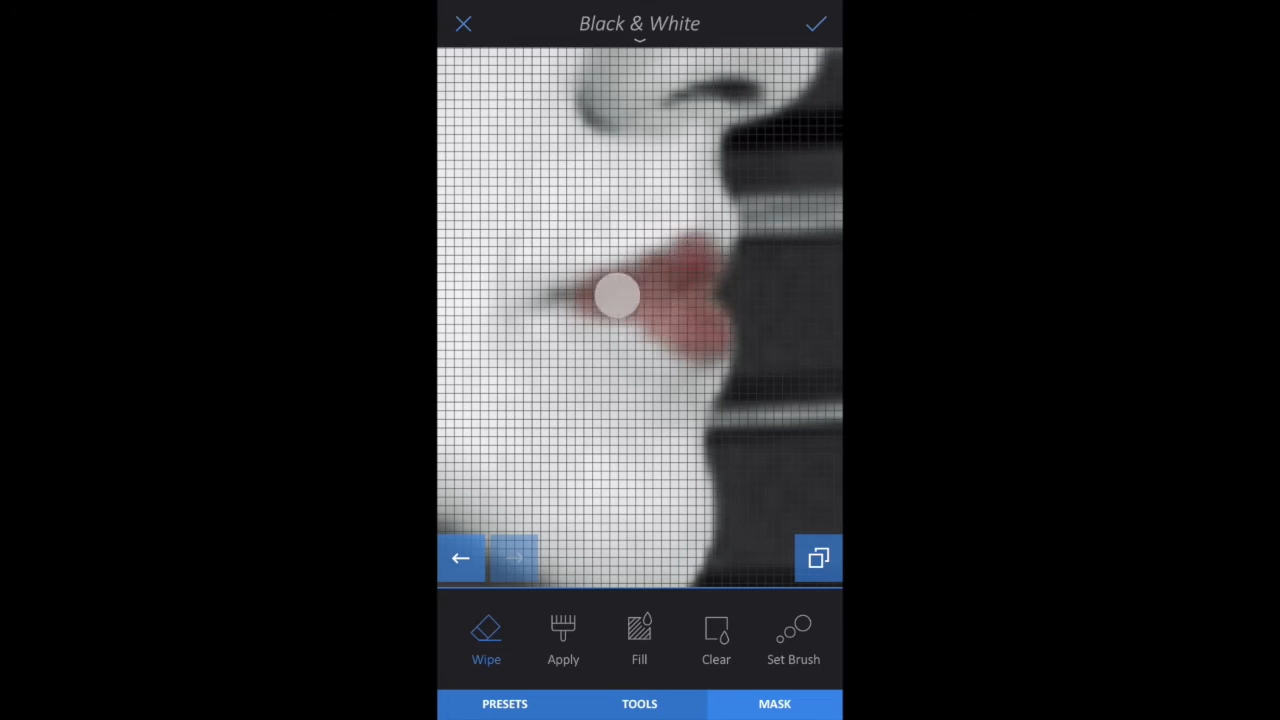 Black & White
Wipe
Apply
Fill
Clear
Set Brush
PRESETS
TOOLS
MASK